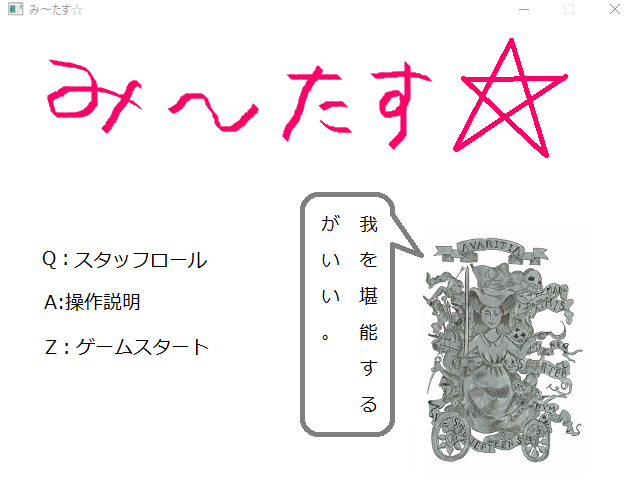 み～たす☆
み～たす☆
Q：スタッフロール
A:操作説明
Z：ゲームスタート
我を堪能する
がいい。
AVARITIA